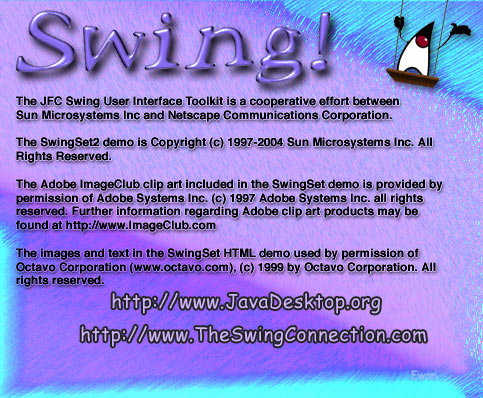 Swing!
The JFC Swing User Interface Toolkit is a cooperative effort between
Sun Microsystems Inc and Netscape Communications Corporation.
The SwingSet2 demo is Copyright (c) 1997-2004 Sun Microsystems Inc. All
Rights Reserved.
The Adobe ImageClub clip art included in the SwingSet demo is provided by
permission of Adobe Systems Inc. (c) 1997 Adobe Systems Inc. all rights
reserved. Further information regarding Adobe clip art products may be
found at http://www.ImageClub.com
The images and text in the SwingSet HTML demo used by permission of
Octavo Corporation (www.octavo.com), (c) 1999 by Octavo Corporation. All
rights reserved.
http://www.JavaDesktop.org
http://www.TheSwingConnection.com
Ewan